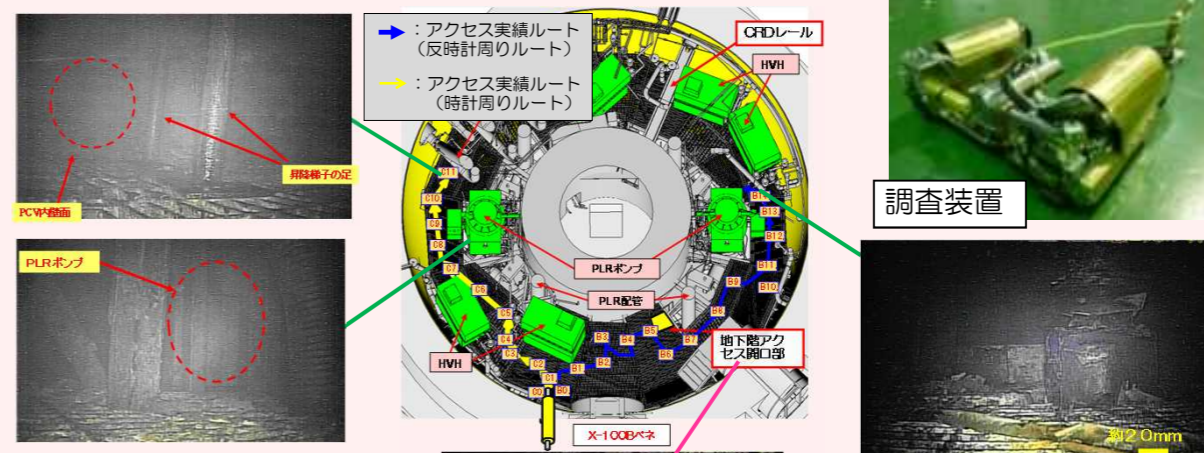 昇降梯子の足
PCV内壁面
PLRポンプ
：アクセス実績ルート
（反時計周りルート）
：アクセス実績ルート
（時計周りルート）
CRDレール
HVH
C11
C10
C9
C8
C7
C6
C5
C4
C3
C2
C1
C0
B0
B1
B2
B3
B4
B5
B6
B7
B8
B9
B10
B11
B12
B13
B14
PLRポンプ
PLR配管
HVH
地下階アク
セス開口部
X-100Bペネ
調査装置
約20mm